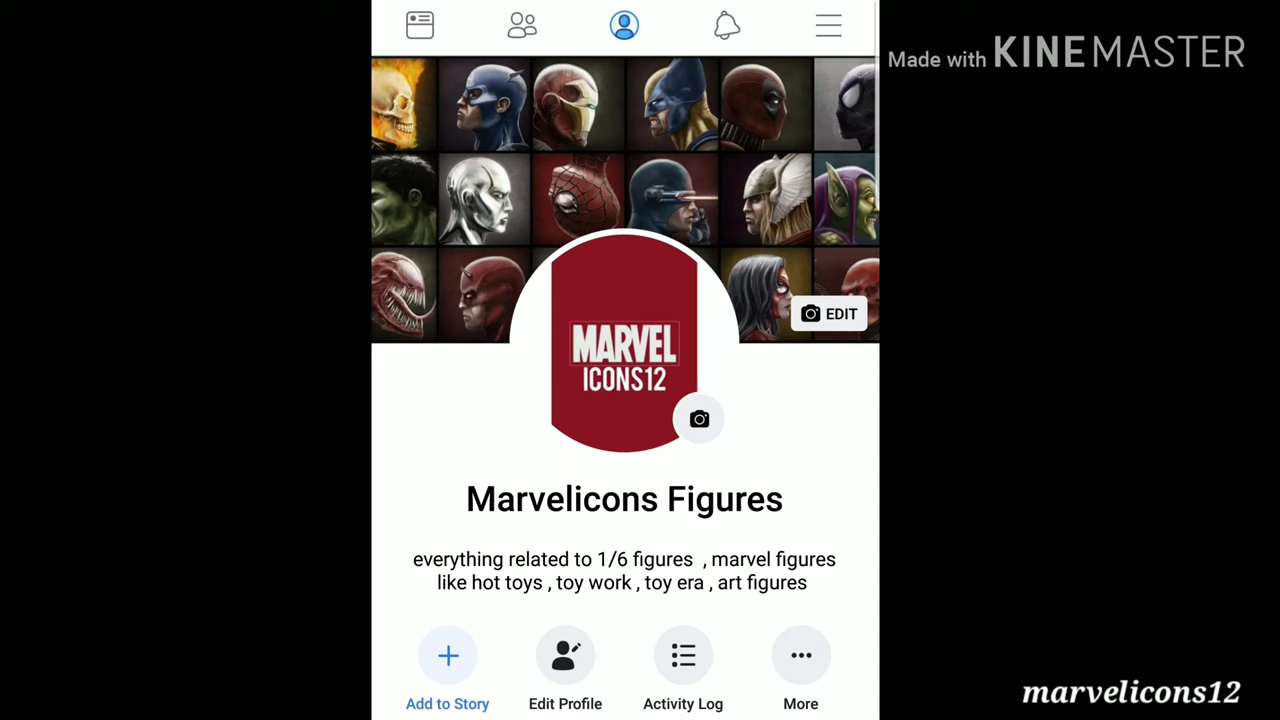 Made with KINEMASTER
EDIT
MARVEL
ICONS12
Marvelicons Figures
everything related to 1/6 figures , marvel figures
like hot toys , toy work , toy era , art figures
Add to Story
Edit Profile
Activity Log
More
marvelicons12